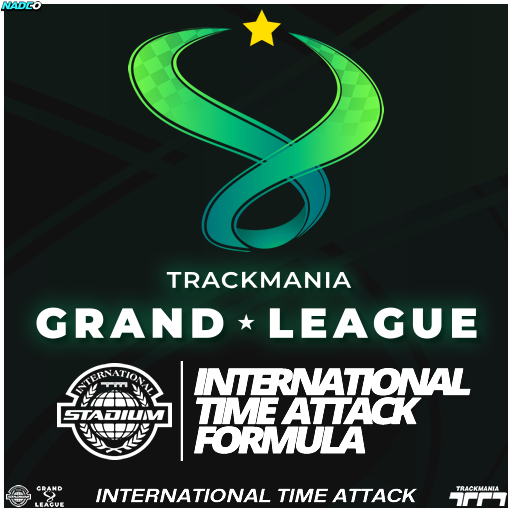 NADEO
TRACKMANIA
GRAND ★ LEAGUE
INTERNATIONAL
STADIUM
INTERNATIONAL
TIME ATTACK
FORMULA
GRAND
LEAGUE
INTERNATIONAL TIME ATTACK
TRACKMANIA